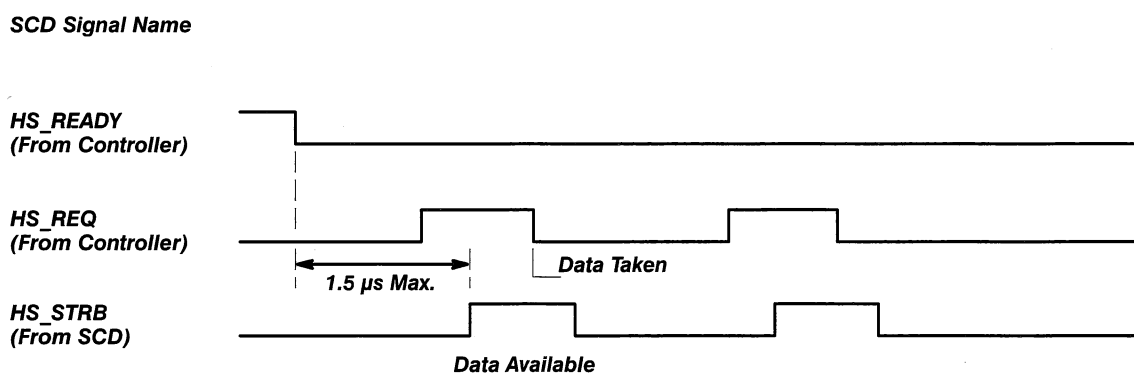 SCD Signal Name
HS_READY
(From Controller)
HS_REQ
(From Controller)
Data Taken
1.5 µs Max.
HS_STRB
(From SCD)
Data Available